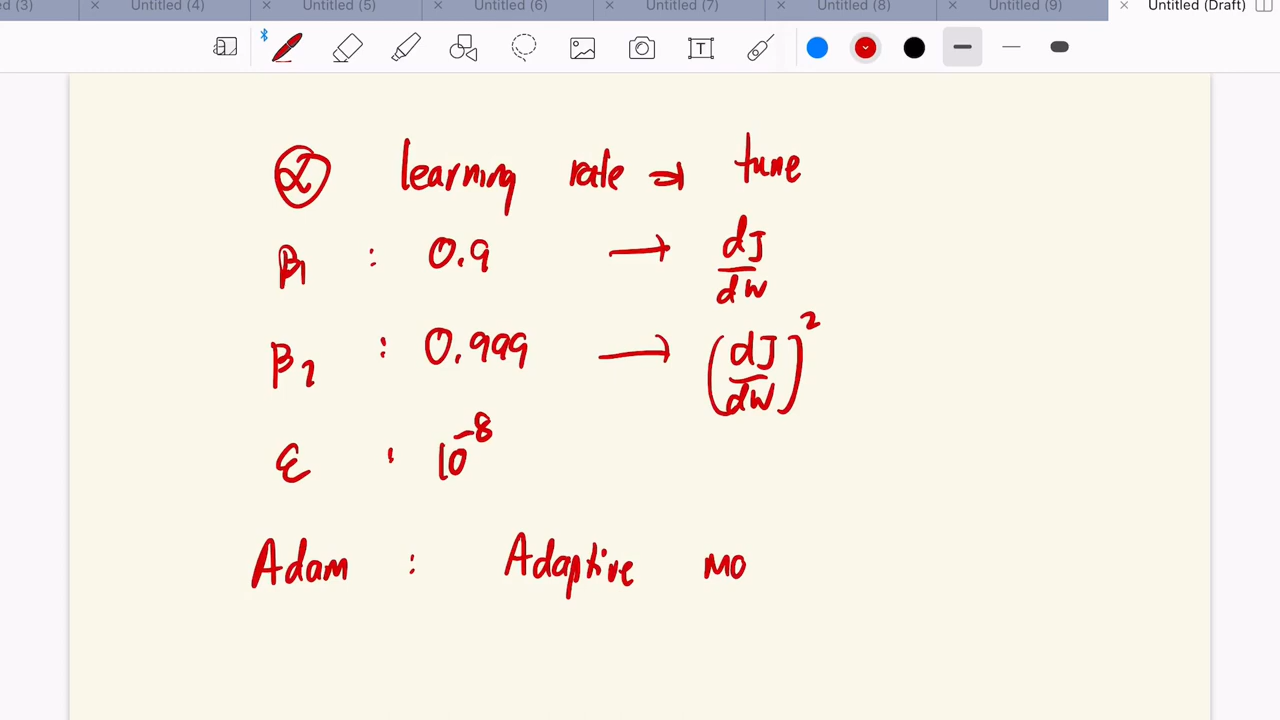 (3) × Untitled (4) × Untitled (5) × Untitled (6) × Untitled (7) × Untitled (8) × Untitled (9) × Untitled (Draft)
T
α learning rate → tune
β1 : 0.9 → dJ/dW
β2 : 0.999 → (dJ/dW)²
ε : 10⁻⁸
Adam : Adaptive mo